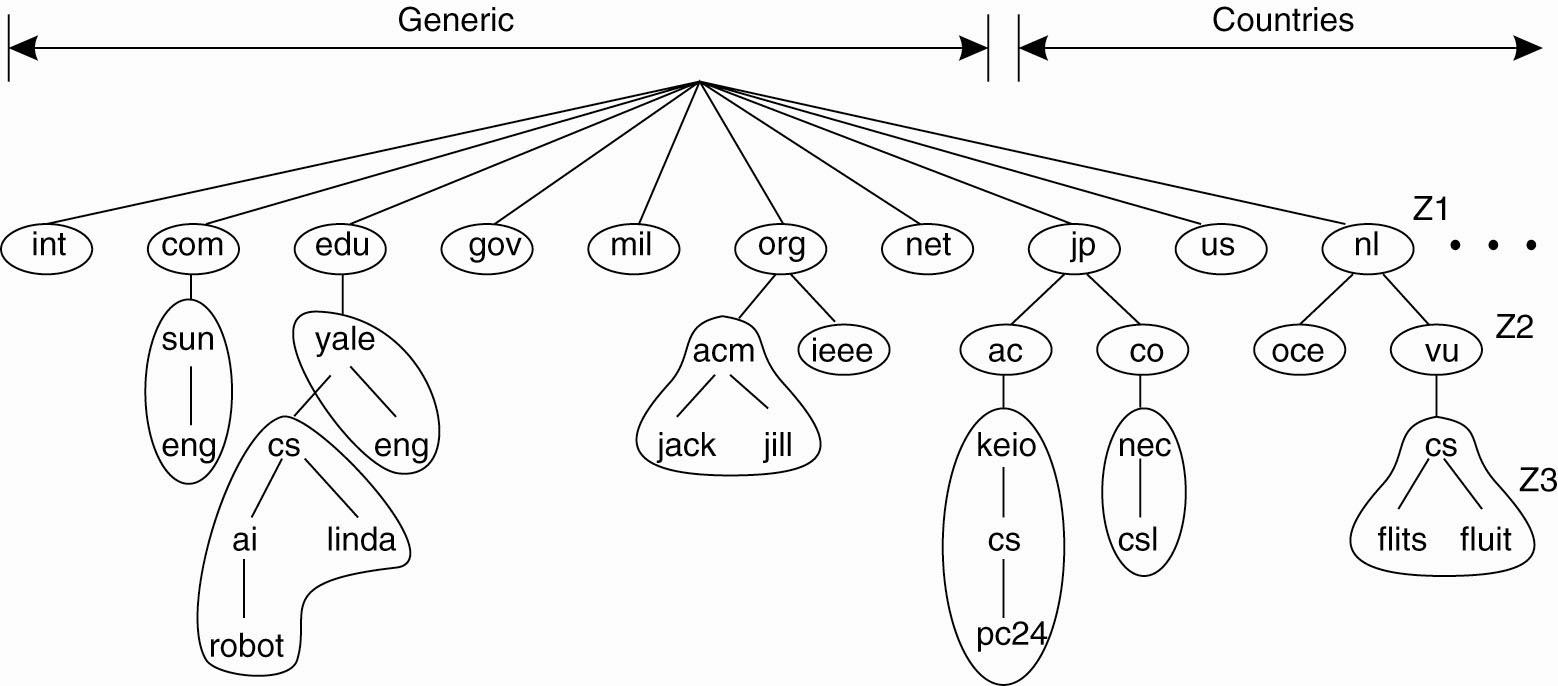 Generic Countries
int com edu gov mil org net jp us nl Z1
sun yale acm ieee ac co oce vu Z2
eng cs eng jack jill keio nec cs Z3
ai linda cs csl flits fluit
robot pc24